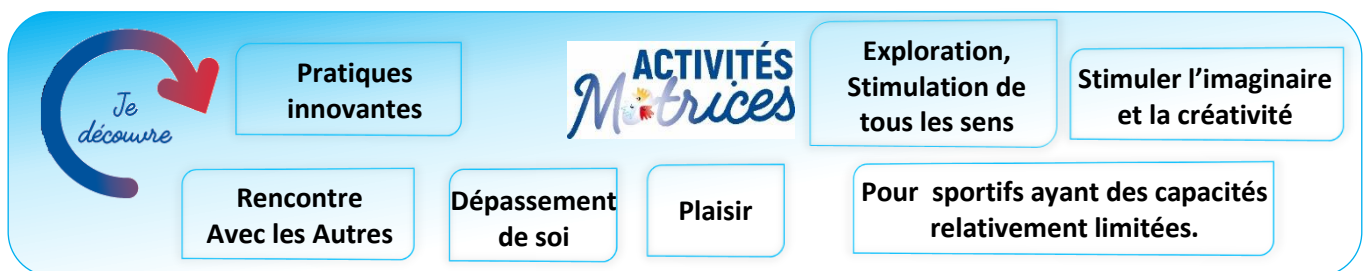 Je
découvre
Pratiques
innovantes
ACTIVITÉS
Motrices
Exploration,
Stimulation de
tous les sens
Stimuler l’imaginaire
et la créativité
Rencontre
Avec les Autres
Dépassement
de soi
Plaisir
Pour sportifs ayant des capacités
relativement limitées.